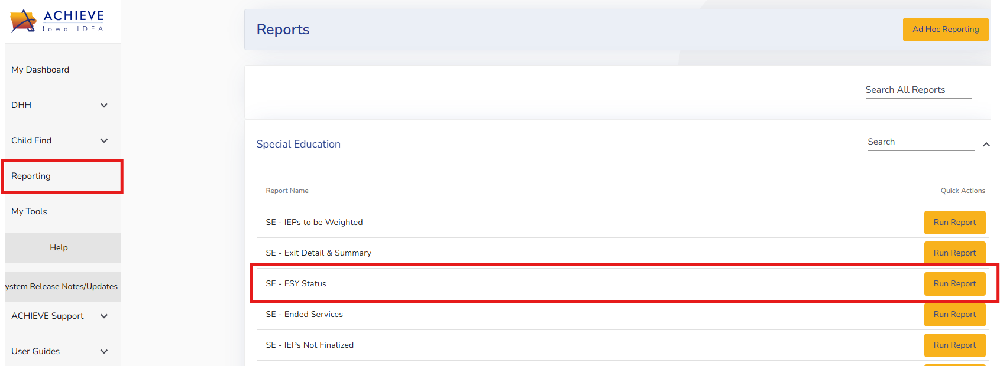 ACHIEVE
Iowa IDEA
My Dashboard
DHH
Child Find
Reporting
My Tools
Help
ystem Release Notes/Updates
ACHIEVE Support
User Guides
Reports
Ad Hoc Reporting
Search All Reports
Special Education
Search
Report Name
Quick Actions
SE - IEPs to be Weighted
Run Report
SE - Exit Detail & Summary
Run Report
SE - ESY Status
Run Report
SE - Ended Services
Run Report
SE - IEPs Not Finalized
Run Report